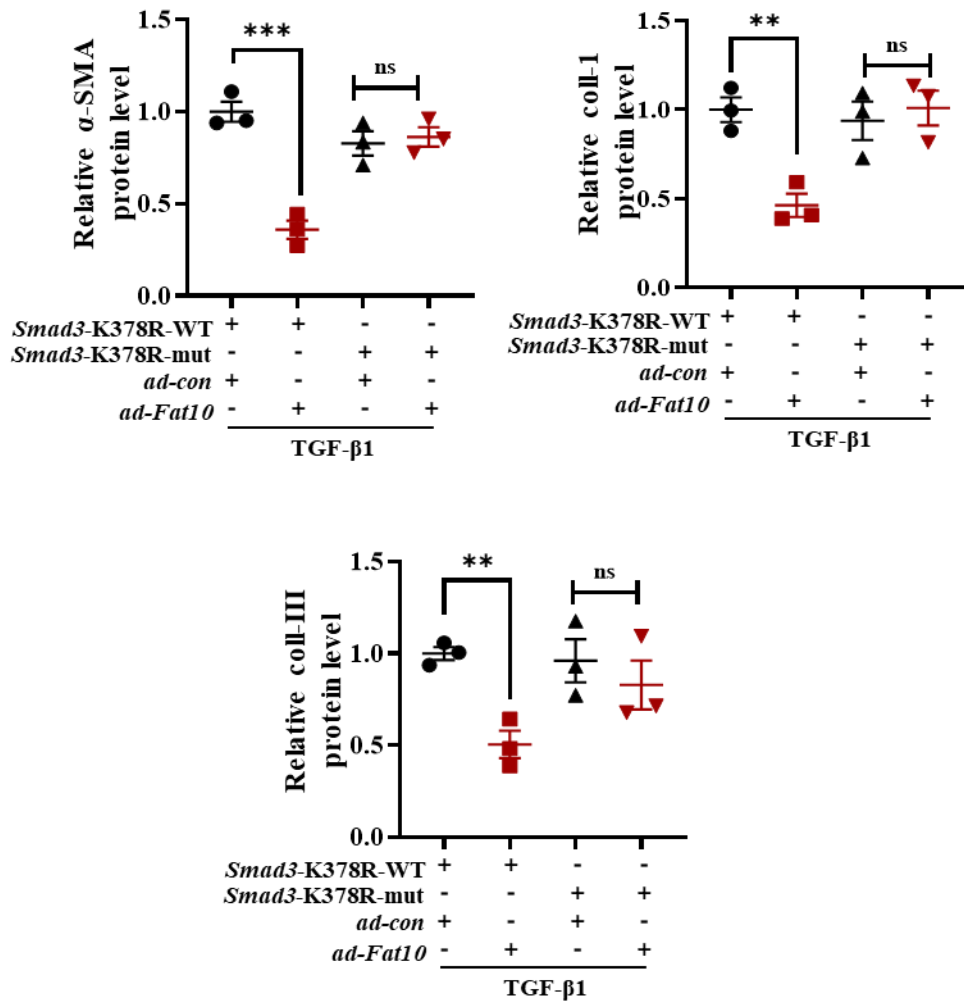 Relative α-SMA
protein level
1.5
1.0
0.5
0.0
***
ns
Smad3-K378R-WT + + - -
Smad3-K378R-mut - - + +
ad-con + - + -
ad-Fat10 - + - +
TGF-β1
Relative coll-1
protein level
1.5
1.0
0.5
0.0
**
ns
Smad3-K378R-WT + + - -
Smad3-K378R-mut - - + +
ad-con + - + -
ad-Fat10 - + - +
TGF-β1
Relative coll-III
protein level
1.5
1.0
0.5
0.0
**
ns
Smad3-K378R-WT + + - -
Smad3-K378R-mut - - + +
ad-con + - + -
ad-Fat10 - + - +
TGF-β1